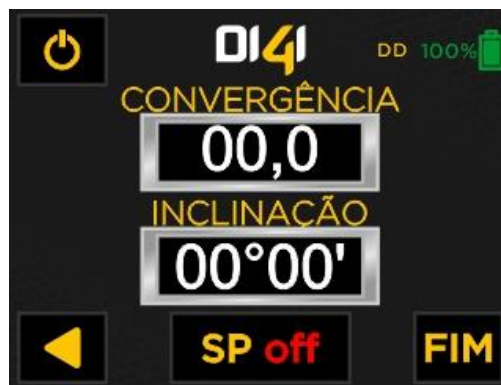 DI4I DD 100%
CONVERGÊNCIA
00,0
INCLINAÇÃO
00°00'
SP off FIM